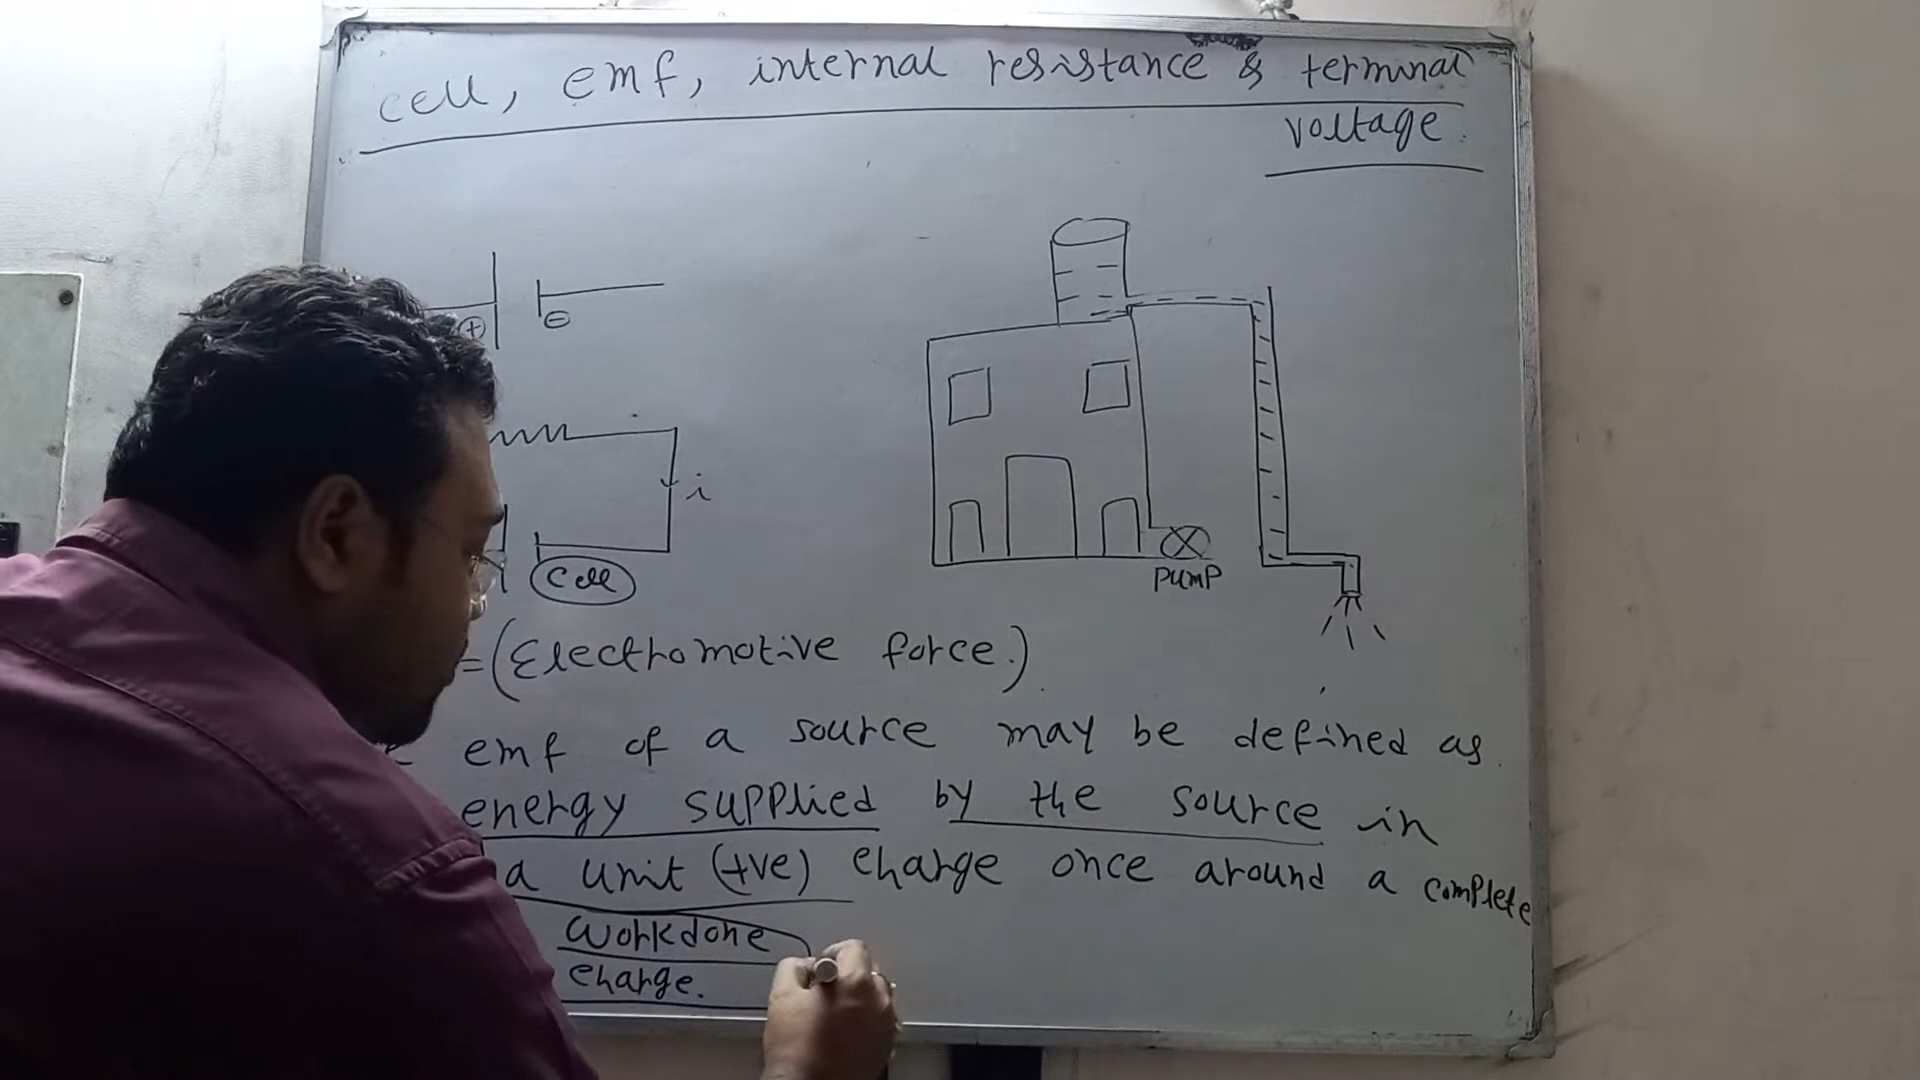 cell, emf, internal resistance & terminal
voltage.
+
-
i
Cell
PUMP
= (Electromotive force.)
emf of a source may be defined as
energy supplied by the source in
a unit (+ve) charge once around a complete
workdone
charge.